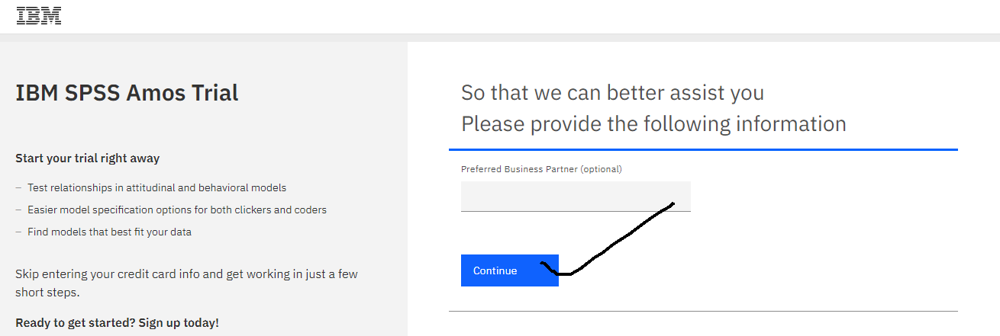 IBM
IBM SPSS Amos Trial
Start your trial right away
– Test relationships in attitudinal and behavioral models
– Easier model specification options for both clickers and coders
– Find models that best fit your data
Skip entering your credit card info and get working in just a few
short steps.
Ready to get started? Sign up today!
So that we can better assist you
Please provide the following information
Preferred Business Partner (optional)
Continue